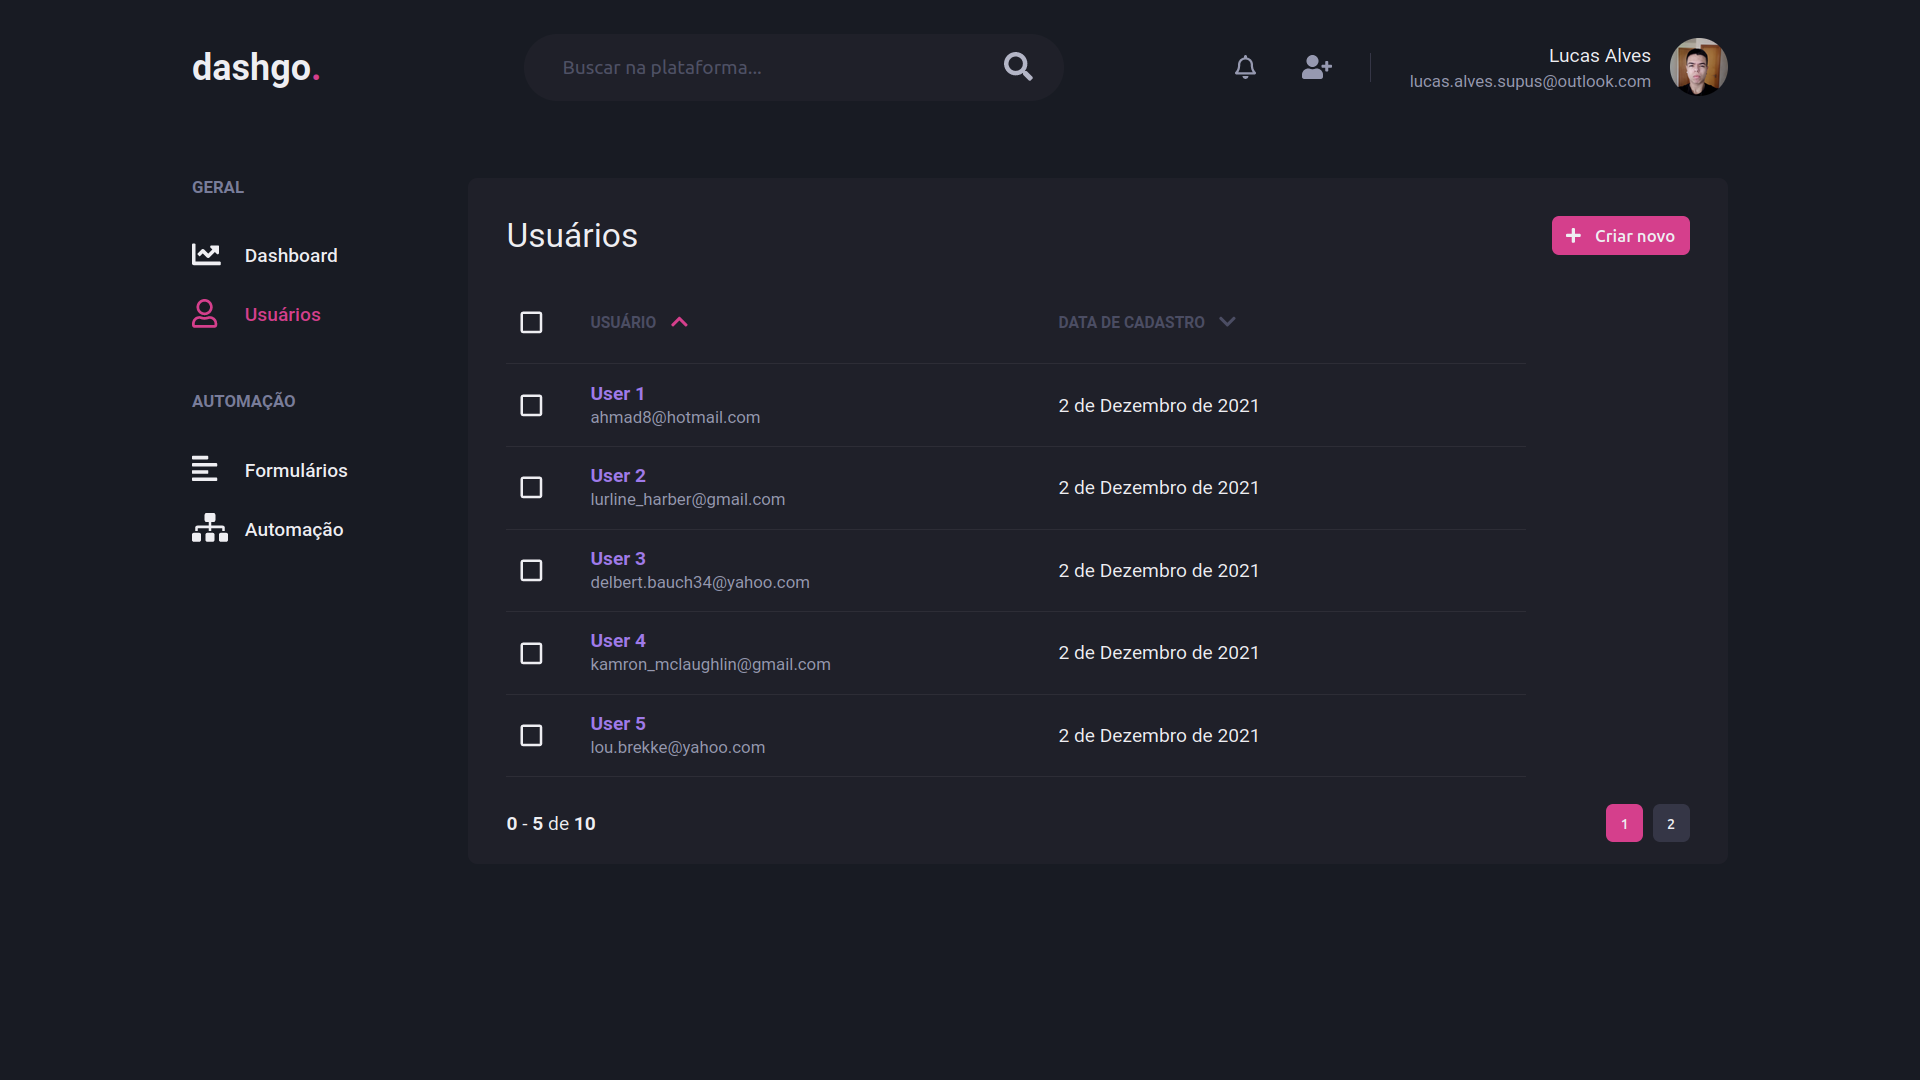 dashgo.
Buscar na plataforma...
Lucas Alves
lucas.alves.supus@outlook.com
GERAL
Dashboard
Usuários
AUTOMAÇÃO
Formulários
Automação
Usuários
Criar novo
USUÁRIO
DATA DE CADASTRO
User 1
ahmad8@hotmail.com
2 de Dezembro de 2021
User 2
lurline_harber@gmail.com
2 de Dezembro de 2021
User 3
delbert.bauch34@yahoo.com
2 de Dezembro de 2021
User 4
kamron_mclaughlin@gmail.com
2 de Dezembro de 2021
User 5
lou.brekke@yahoo.com
2 de Dezembro de 2021
0 - 5 de 10
1 2